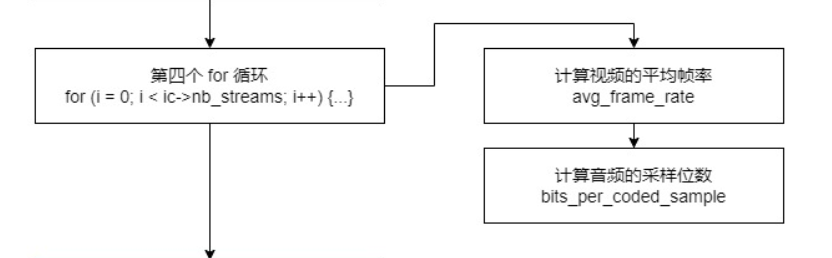 第四个 for 循环
for (i = 0; i < ic->nb_streams; i++) {...}
计算视频的平均帧率
avg_frame_rate
计算音频的采样位数
bits_per_coded_sample